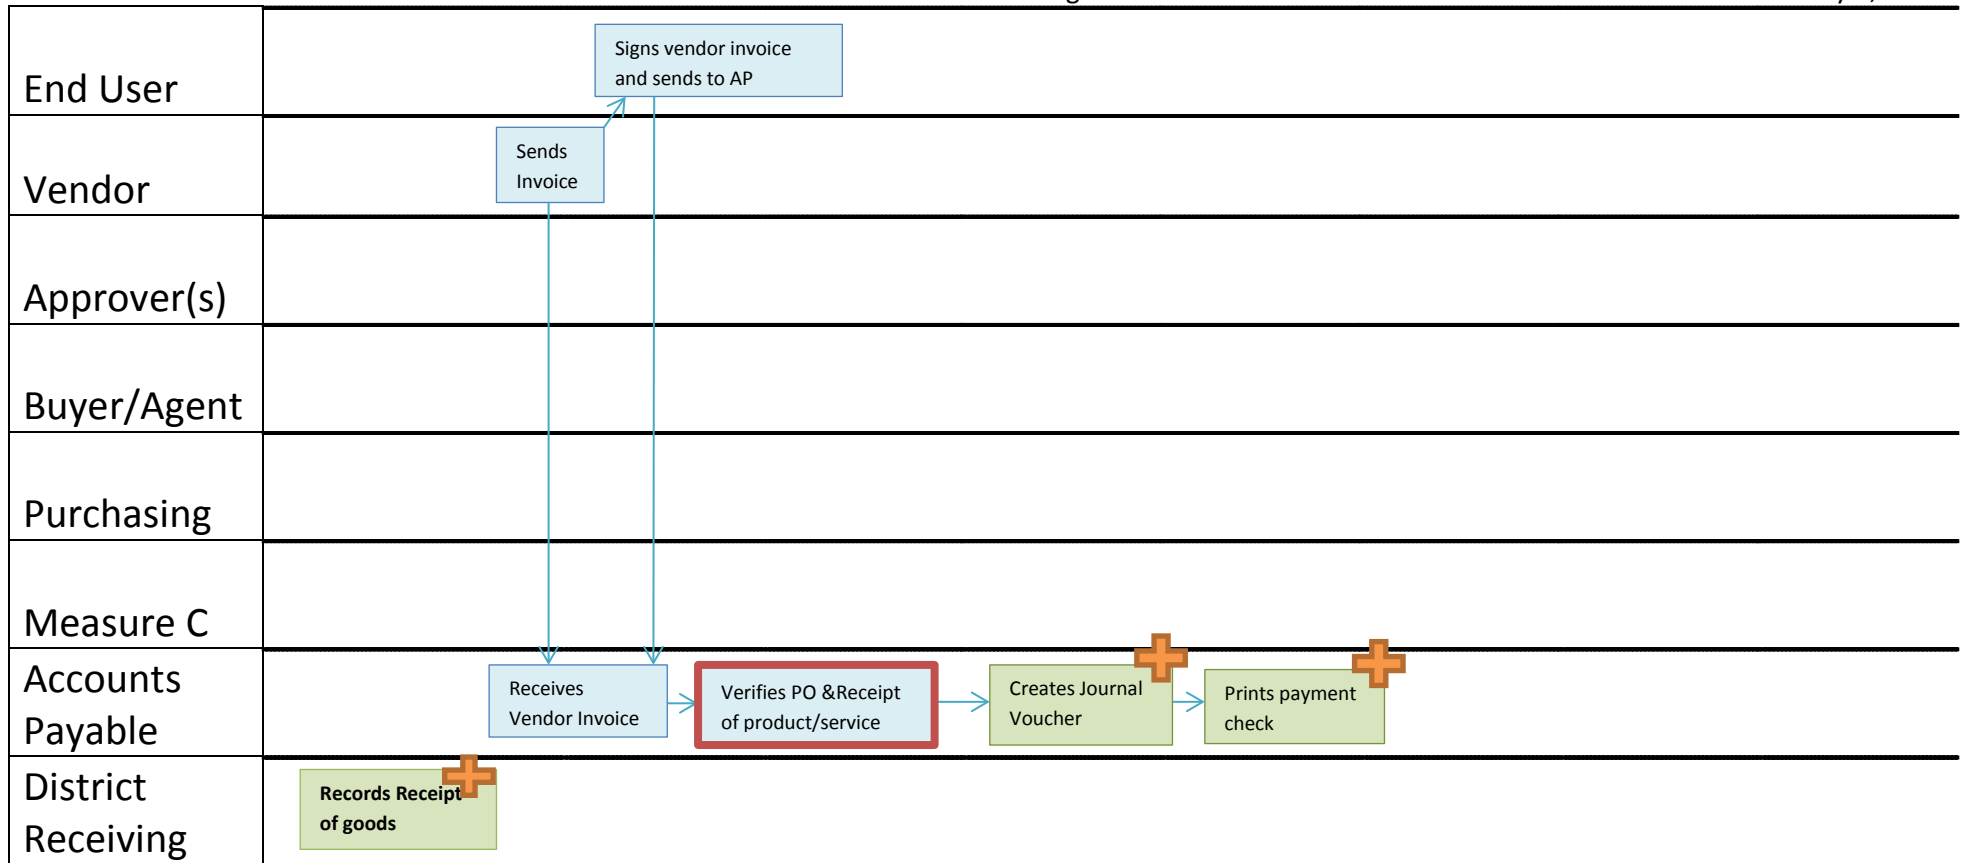 Signs vendor invoice
and sends to AP
End User
Sends
Invoice
Vendor
Approver(s)
Buyer/Agent
Purchasing
Measure C
Accounts
Payable
Receives
Vendor Invoice
Verifies PO &Receipt
of product/service
Creates Journal
Voucher
Prints payment
check
District
Receiving
Records Receipt
of goods